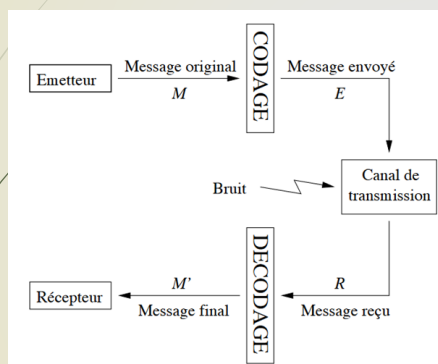 Emetteur
Message original
M
CODAGE
Message envoyé
E
Canal de
transmission
Bruit
R
Message reçu
DECODAGE
M'
Message final
Récepteur